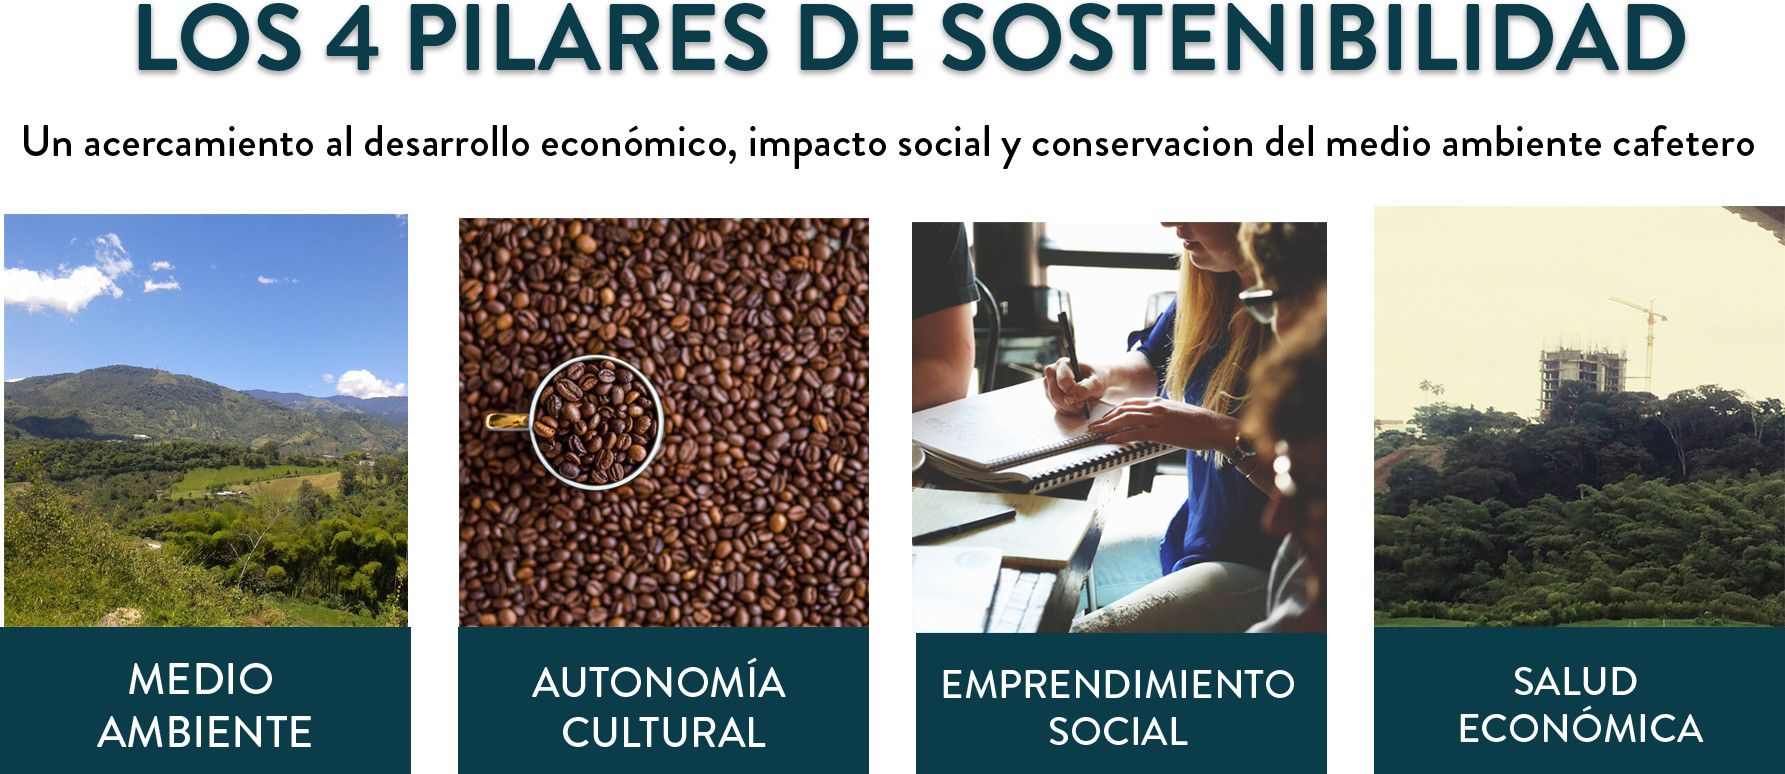 LOS 4 PILARES DE SOSTENIBILIDAD
Un acercamiento al desarrollo económico, impacto social y conservacion del medio ambiente cafetero
MEDIO
AMBIENTE
AUTONOMÍA
CULTURAL
EMPRENDIMIENTO
SOCIAL
SALUD
ECONÓMICA